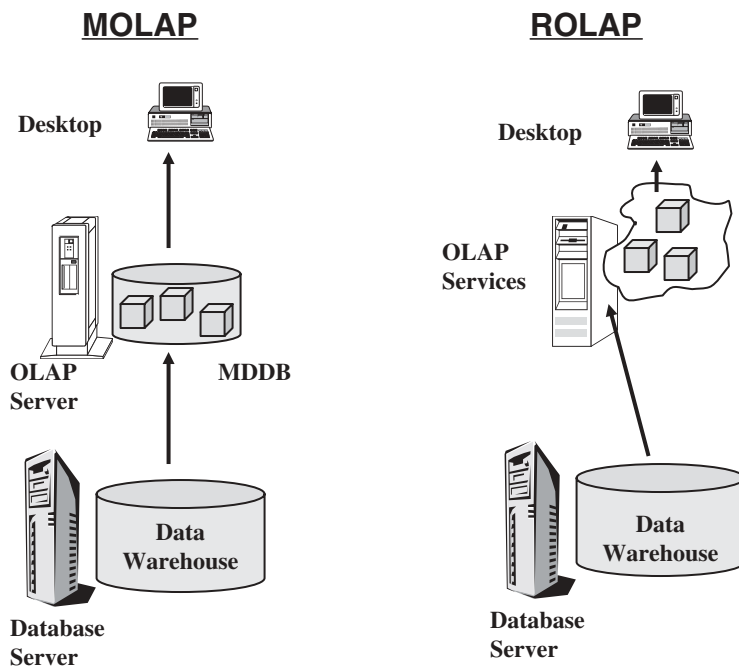 MOLAP
Desktop
OLAP
Server
MDDB
Data
Warehouse
Database
Server
ROLAP
Desktop
OLAP
Services
Data
Warehouse
Database
Server